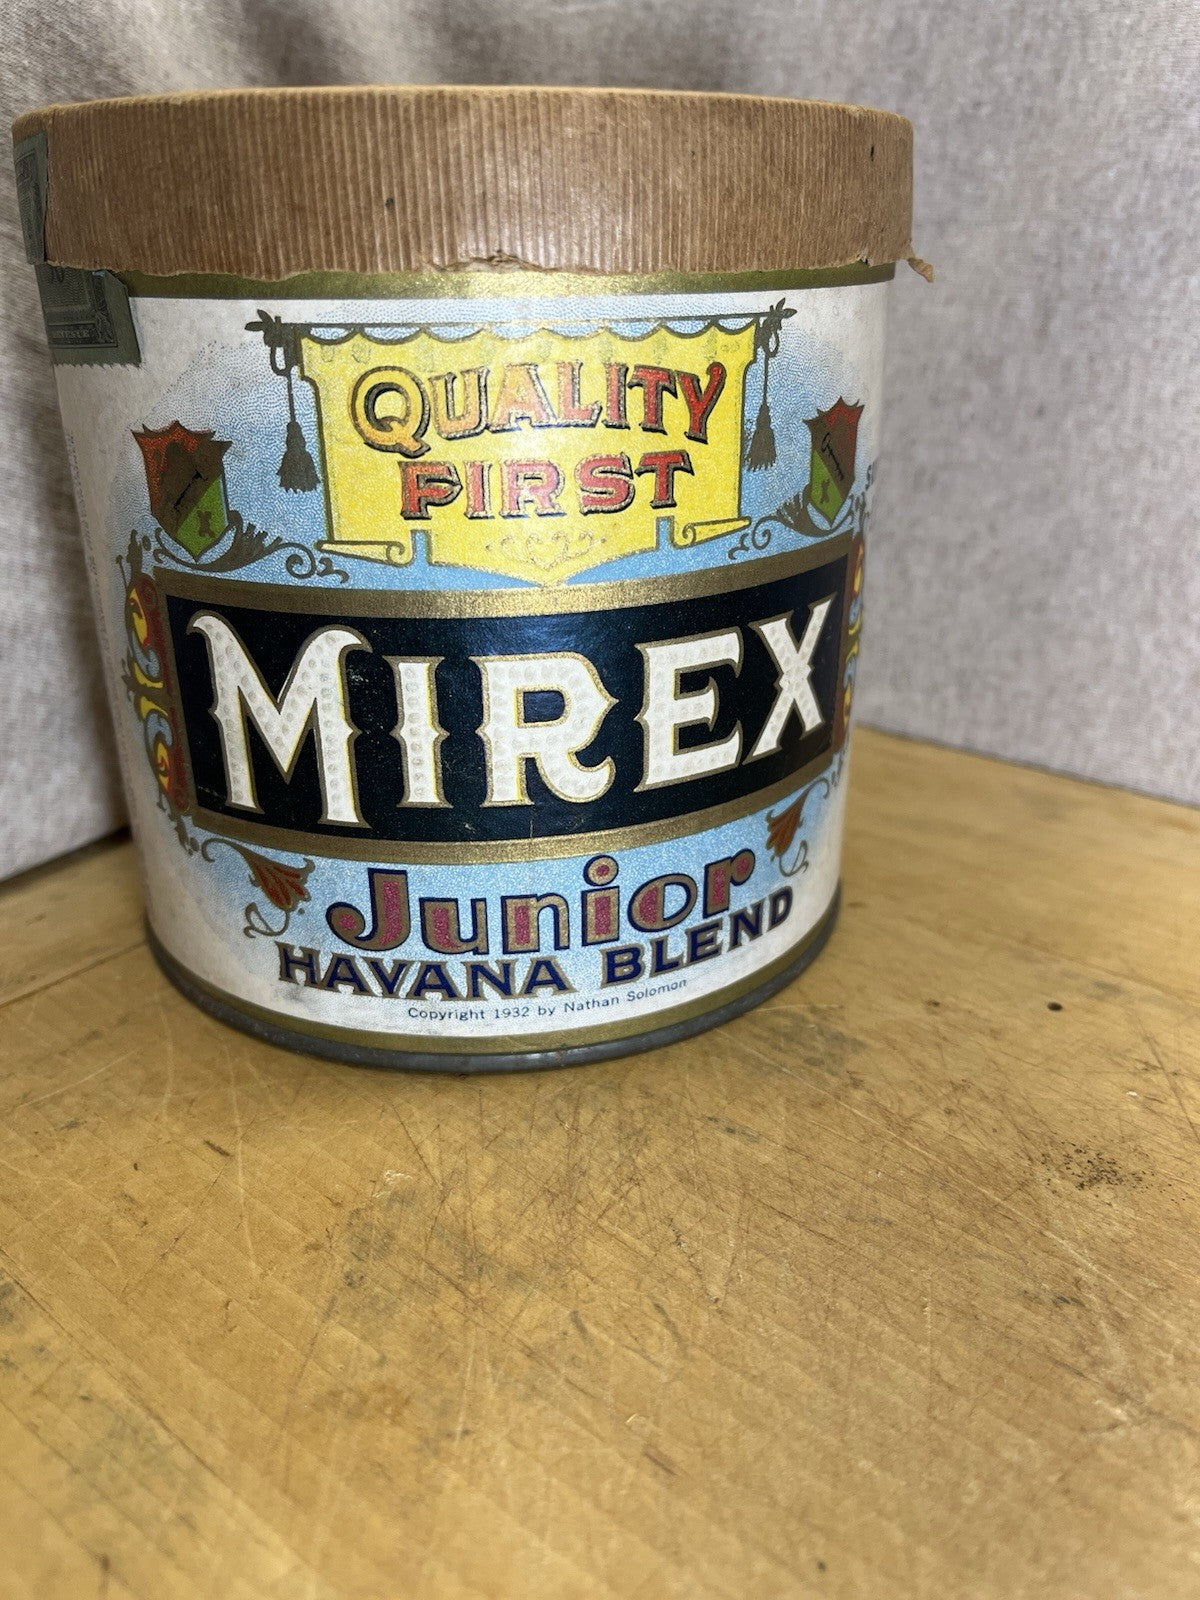 QUALITY
FIRST
MIREX
Junior
HAVANA BLEND
Copyright 1932 by Nathan Solomon